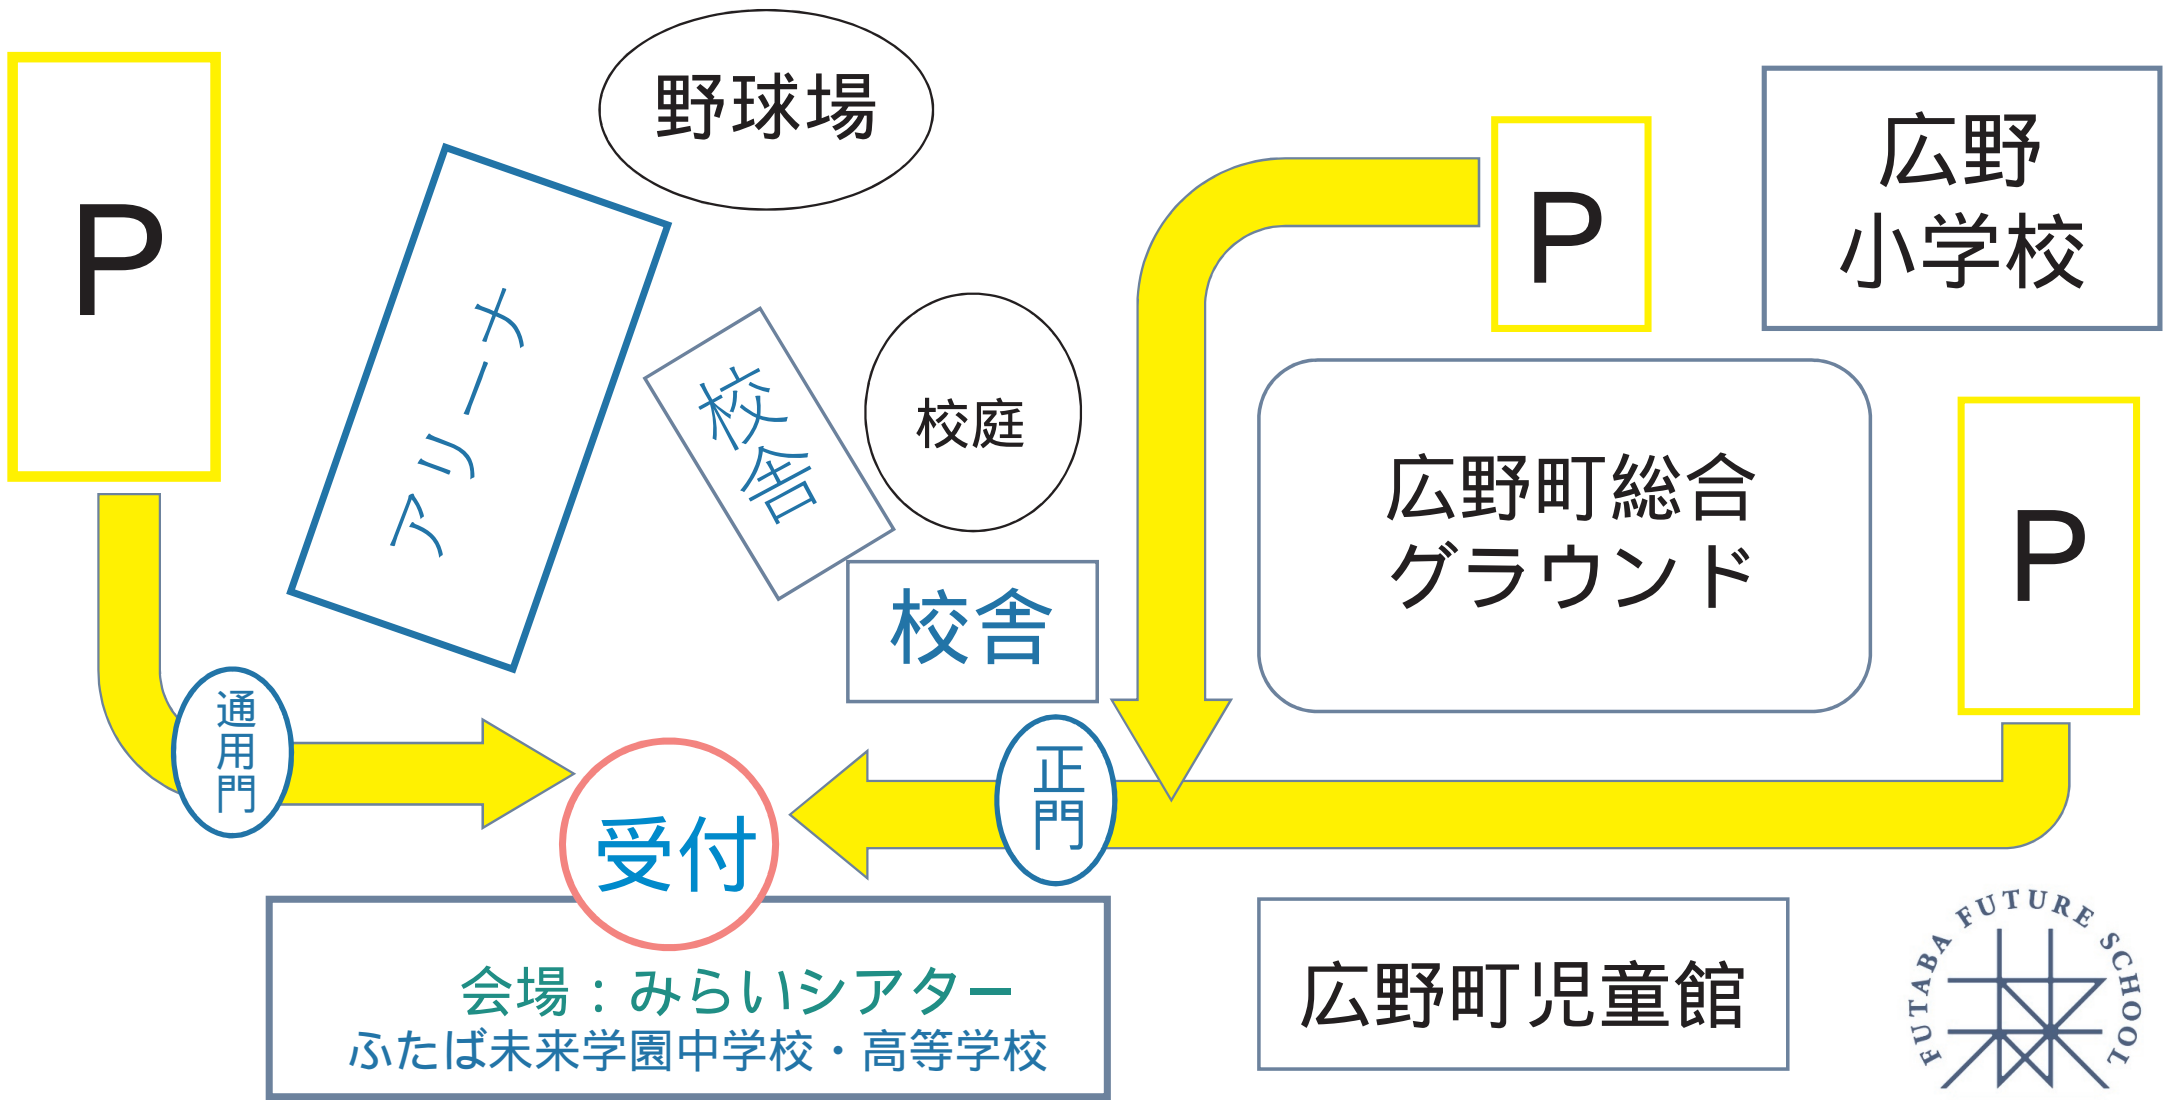 野球場
P
P
広野
小学校
アリーナ
校舎
校庭
広野町総合
グラウンド
P
校舎
通用門
正門
受付
会場：みらいシアター
ふたば未来学園中学校・高等学校
広野町児童館
FUTABA FUTURE SCHOOL